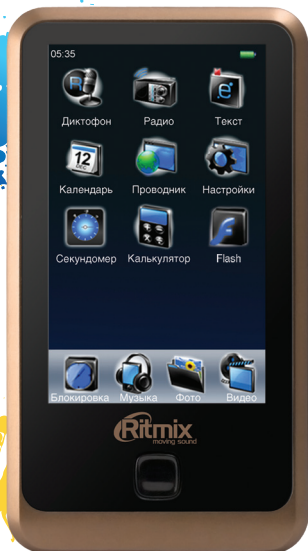 05:35
Диктофон Радио Текст
12
Календарь Проводник Настройки
Секундомер Калькулятор Flash
Блокировка Музыка Фото Видео
Ritmix
moving sound